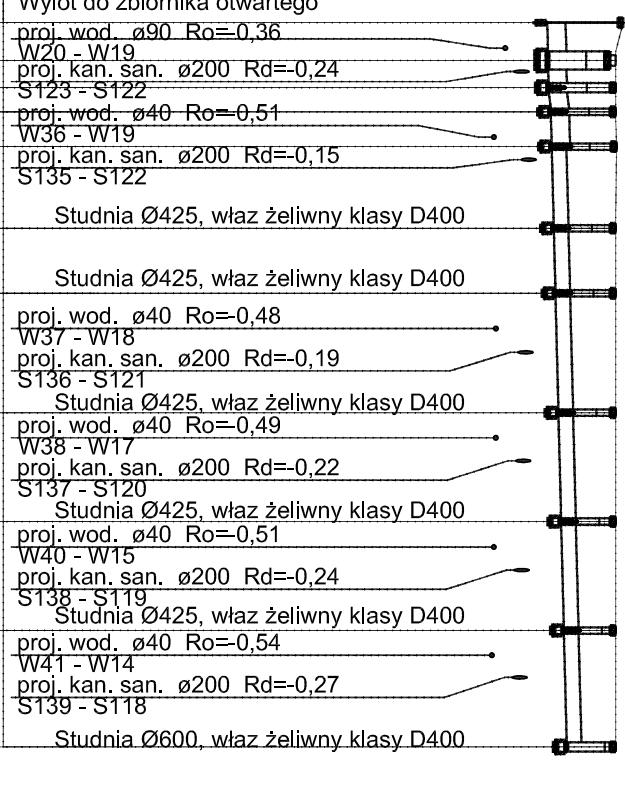 Wylot do zbiornika otwartego
proj. wod. ø90 Ro=-0,36
W20 - W19
proj. kan. san. ø200 Rd=-0,24
S123 - S122
proj. wod. ø40 Ro=-0,51
W36 - W19
proj. kan. san. ø200 Rd=-0,15
S135 - S122
Studnia Ø425, właz żeliwny klasy D400
Studnia Ø425, właz żeliwny klasy D400
proj. wod. ø40 Ro=-0,48
W37 - W18
proj. kan. san. ø200 Rd=-0,19
S136 - S121
Studnia Ø425, właz żeliwny klasy D400
proj. wod. ø40 Ro=-0,49
W38 - W17
proj. kan. san. ø200 Rd=-0,22
S137 - S120
Studnia Ø425, właz żeliwny klasy D400
proj. wod. ø40 Ro=-0,51
W40 - W15
proj. kan. san. ø200 Rd=-0,24
S138 - S119
Studnia Ø425, właz żeliwny klasy D400
proj. wod. ø40 Ro=-0,54
W41 - W14
proj. kan. san. ø200 Rd=-0,27
S139 - S118
Studnia Ø600, właz żeliwny klasy D400